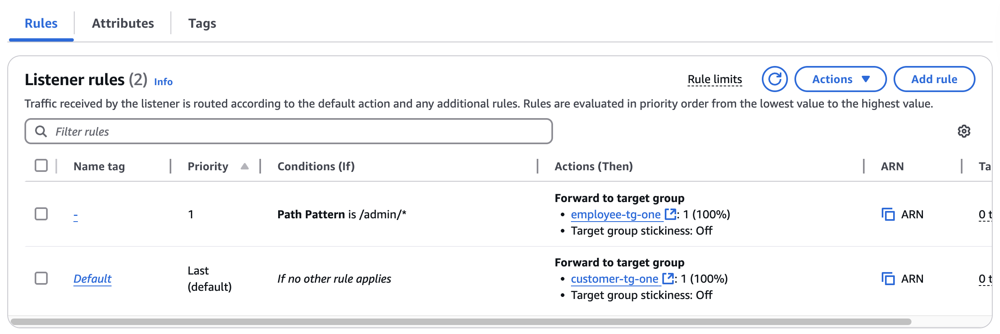 Rules
Attributes
Tags
Listener rules (2) Info
Rule limits
Actions
Add rule
Traffic received by the listener is routed according to the default action and any additional rules. Rules are evaluated in priority order from the lowest value to the highest value.
Filter rules
Name tag
Priority
Conditions (If)
Actions (Then)
ARN
Ta
-
1
Path Pattern is /admin/*
Forward to target group
• employee-tg-one : 1 (100%)
• Target group stickiness: Off
ARN
0 t
Default
Last
(default)
If no other rule applies
Forward to target group
• customer-tg-one : 1 (100%)
• Target group stickiness: Off
ARN
0 t